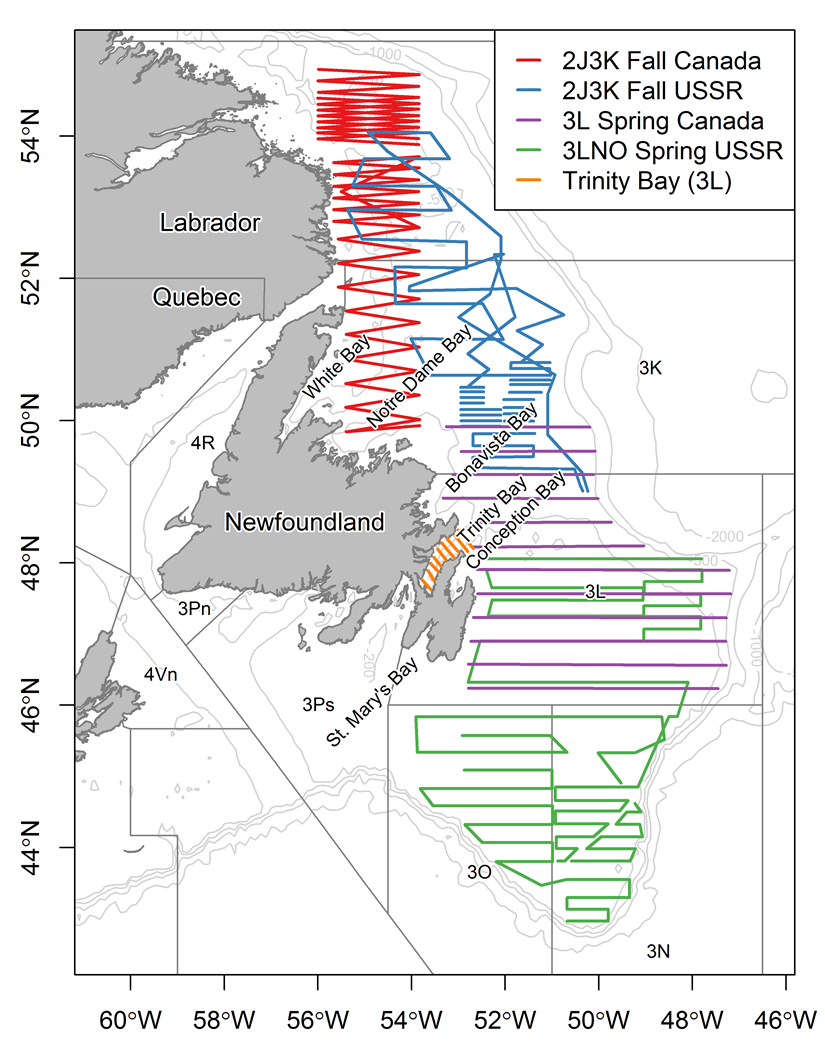 -1000
2J3K Fall Canada
2J3K Fall USSR
3L Spring Canada
3LNO Spring USSR
Trinity Bay (3L)
54°N
Labrador
52°N
Quebec
White Bay
Notre Dame Bay
3K
50°N
4R
Bonavista Bay
Trinity Bay
Conception Bay
Newfoundland
-2000
48°N
3L
3Pn
-1000
-200
4Vn
St. Mary's Bay
3Ps
46°N
44°N
3O
3N
60°W 58°W 56°W 54°W 52°W 50°W 48°W 46°W